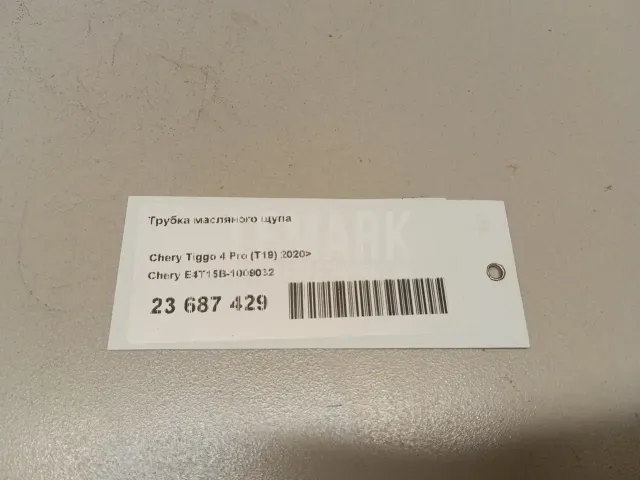 Трубка масляного щупа
Chery Tiggo 4 Pro (T19) 2020>
Chery E4T15B-1009032
23 687 429